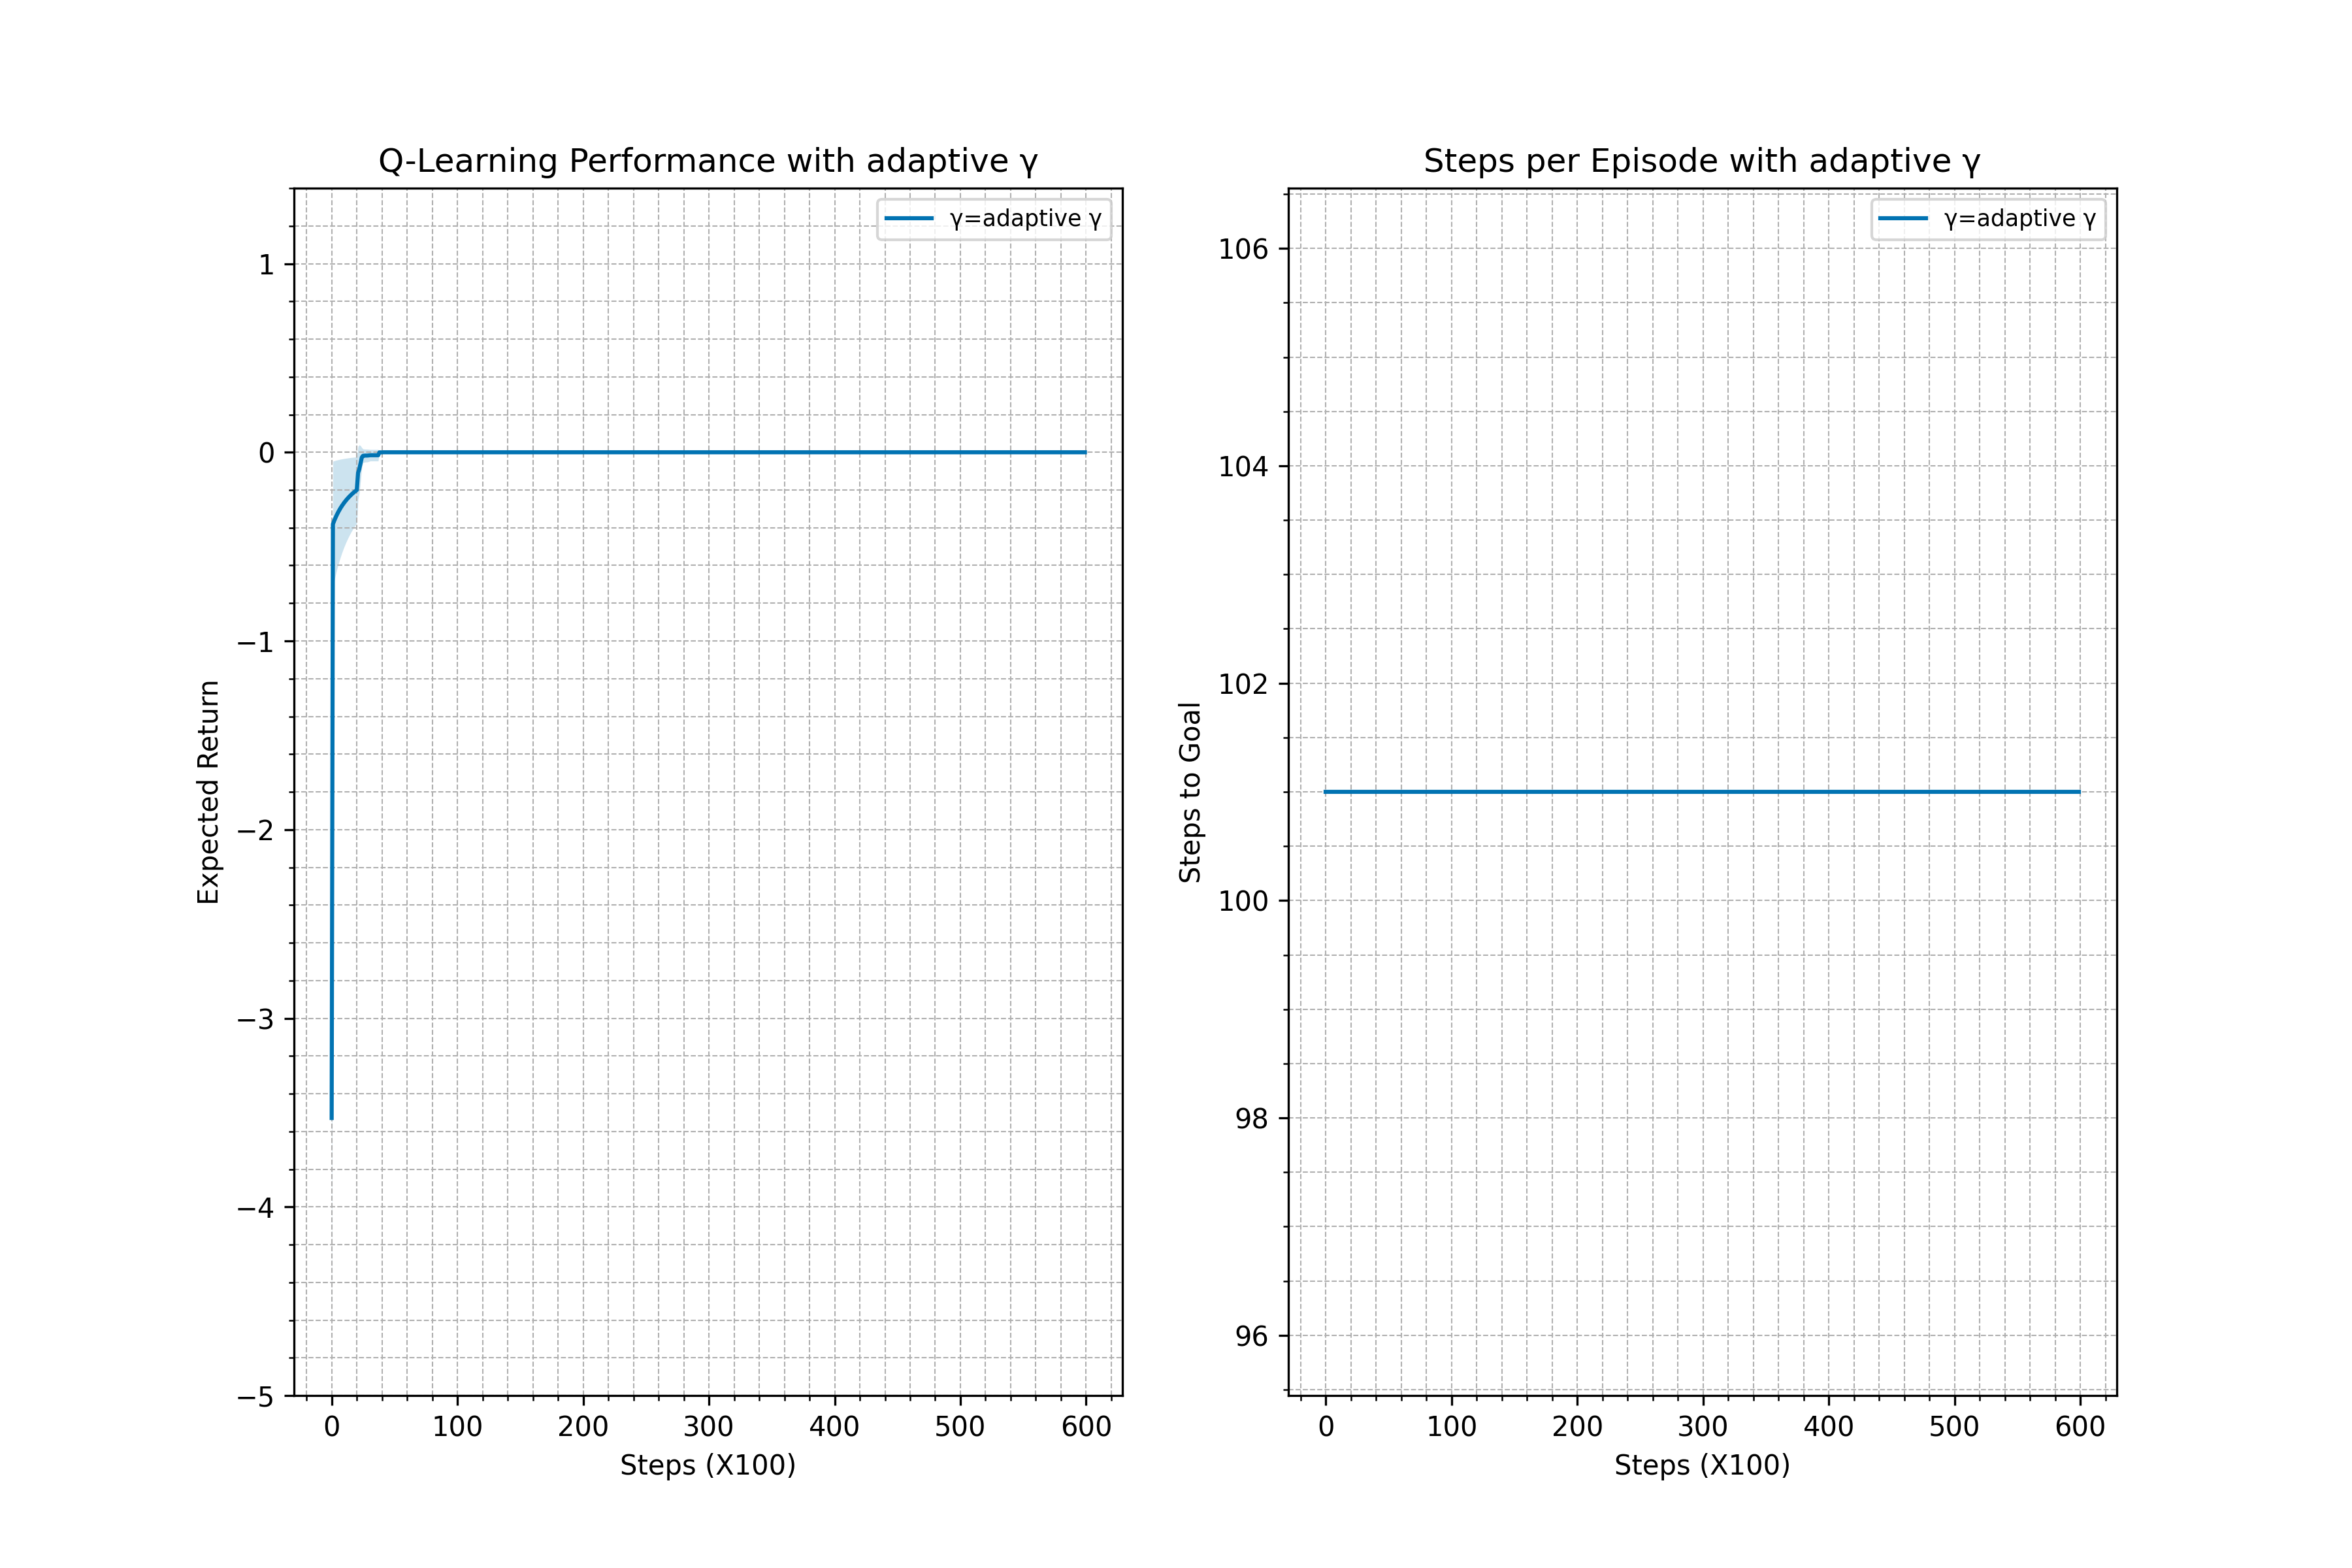 Q-Learning Performance with adaptive γ
γ=adaptive γ
1
0
−1
−2
−3
−4
−5
Expected Return
0 100 200 300 400 500 600
Steps (X100)
Steps per Episode with adaptive γ
γ=adaptive γ
106
104
102
100
98
96
Steps to Goal
0 100 200 300 400 500 600
Steps (X100)